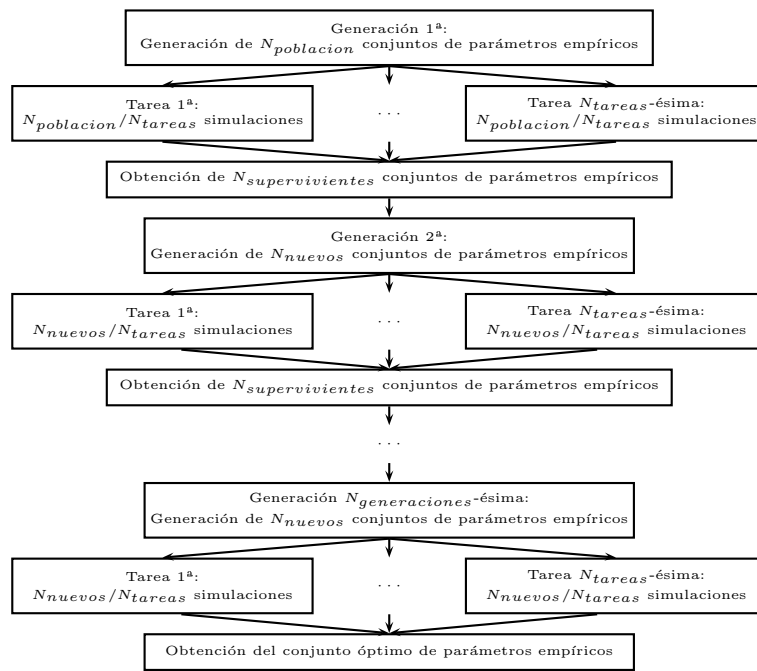 Generación 1ª:
Generación de N_poblacion conjuntos de parámetros empíricos
Tarea 1ª:
N_poblacion/N_tareas simulaciones
...
Tarea N_tareas-ésima:
N_poblacion/N_tareas simulaciones
Obtención de N_supervivientes conjuntos de parámetros empíricos
Generación 2ª:
Generación de N_nuevos conjuntos de parámetros empíricos
Tarea 1ª:
N_nuevos/N_tareas simulaciones
...
Tarea N_tareas-ésima:
N_nuevos/N_tareas simulaciones
Obtención de N_supervivientes conjuntos de parámetros empíricos
...
Generación N_generaciones-ésima:
Generación de N_nuevos conjuntos de parámetros empíricos
Tarea 1ª:
N_nuevos/N_tareas simulaciones
...
Tarea N_tareas-ésima:
N_nuevos/N_tareas simulaciones
Obtención del conjunto óptimo de parámetros empíricos